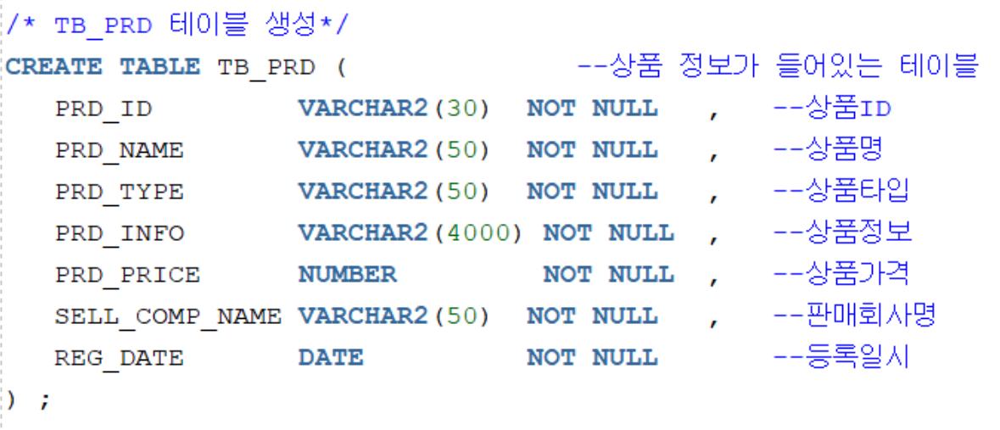 /* TB_PRD 테이블 생성*/
CREATE TABLE TB_PRD ( --상품 정보가 들어있는 테이블
PRD_ID VARCHAR2(30) NOT NULL , --상품ID
PRD_NAME VARCHAR2(50) NOT NULL , --상품명
PRD_TYPE VARCHAR2(50) NOT NULL , --상품타입
PRD_INFO VARCHAR2(4000) NOT NULL , --상품정보
PRD_PRICE NUMBER NOT NULL , --상품가격
SELL_COMP_NAME VARCHAR2(50) NOT NULL , --판매회사명
REG_DATE DATE NOT NULL --등록일시
) ;